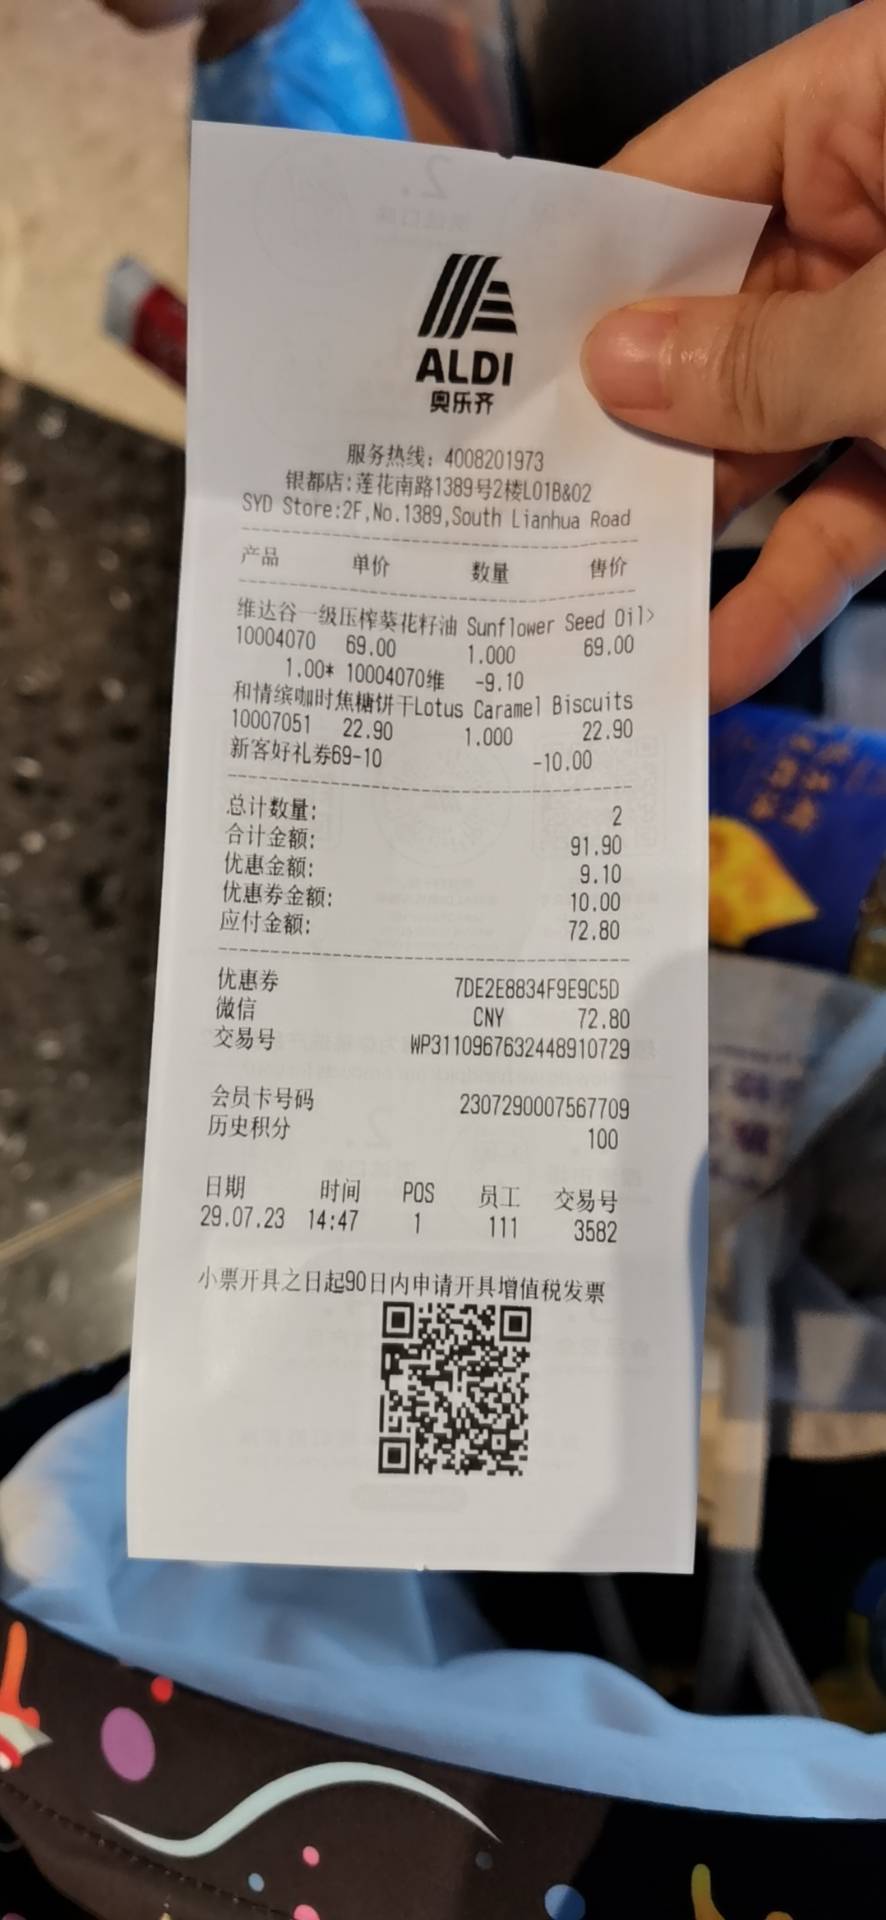 ALDI
奥乐齐
服务热线: 4008201973
银都店:莲花南路1389号2楼L01B&02
SYD Store:2F,No.1389,South Lianhua Road
产品 单价 数量 售价
维达谷一级压榨葵花籽油 Sunflower Seed Oil>
10004070 69.00 1.000 69.00
1.00* 10004070维 -9.10
和情缤咖时焦糖饼干Lotus Caramel Biscuits
10007051 22.90 1.000 22.90
新客好礼券69-10 -10.00
总计数量: 2
合计金额: 91.90
优惠金额: 9.10
优惠券金额: 10.00
应付金额: 72.80
优惠券 7DE2E8834F9E9C5D
微信 CNY 72.80
交易号 WP3110967632448910729
会员卡号码 2307290007567709
历史积分 100
日期 时间 POS 员工 交易号
29.07.23 14:47 1 111 3582
小票开具之日起90日内申请开具增值税发票